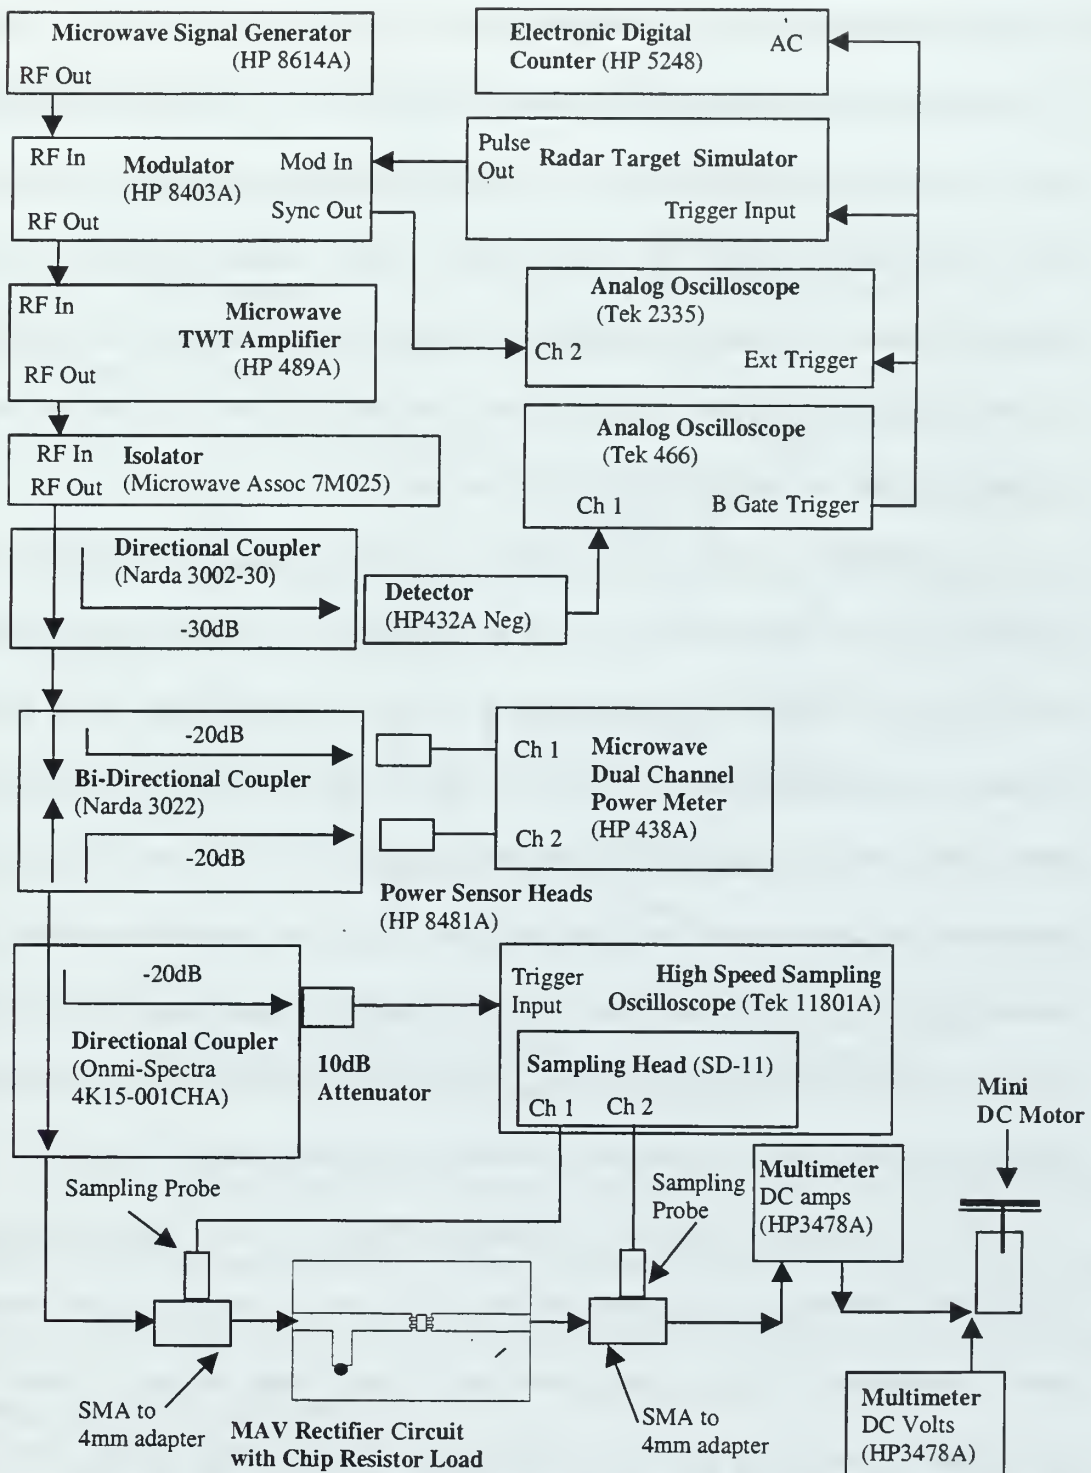 Microwave Signal Generator
(HP 8614A)
RF Out
Electronic Digital
Counter (HP 5248)
AC
RF In
Modulator
(HP 8403A)
Mod In
Sync Out
RF Out
Pulse
Out
Radar Target Simulator
Trigger Input
RF In
Microwave
TWT Amplifier
(HP 489A)
RF Out
Analog Oscilloscope
(Tek 2335)
Ch 2
Ext Trigger
RF In
Isolator
RF Out
(Microwave Assoc 7M025)
Analog Oscilloscope
(Tek 466)
Ch 1
B Gate Trigger
Directional Coupler
(Narda 3002-30)
-30dB
Detector
(HP432A Neg)
-20dB
Bi-Directional Coupler
(Narda 3022)
-20dB
Ch 1
Ch 2
Microwave
Dual Channel
Power Meter
(HP 438A)
Power Sensor Heads
(HP 8481A)
-20dB
Directional Coupler
(Onmi-Spectra
4K15-001CHA)
10dB
Attenuator
Trigger
Input
High Speed Sampling
Oscilloscope (Tek 11801A)
Sampling Head (SD-11)
Ch 1
Ch 2
Mini
DC Motor
Sampling Probe
Sampling
Probe
Multimeter
DC amps
(HP3478A)
SMA to
4mm adapter
MAV Rectifier Circuit
with Chip Resistor Load
SMA to
4mm adapter
Multimeter
DC Volts
(HP3478A)